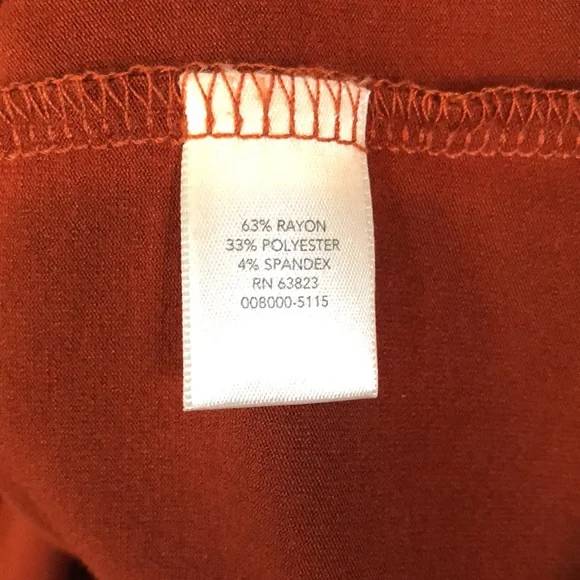 63% RAYON
33% POLYESTER
4% SPANDEX
RN 63823
008000-5115